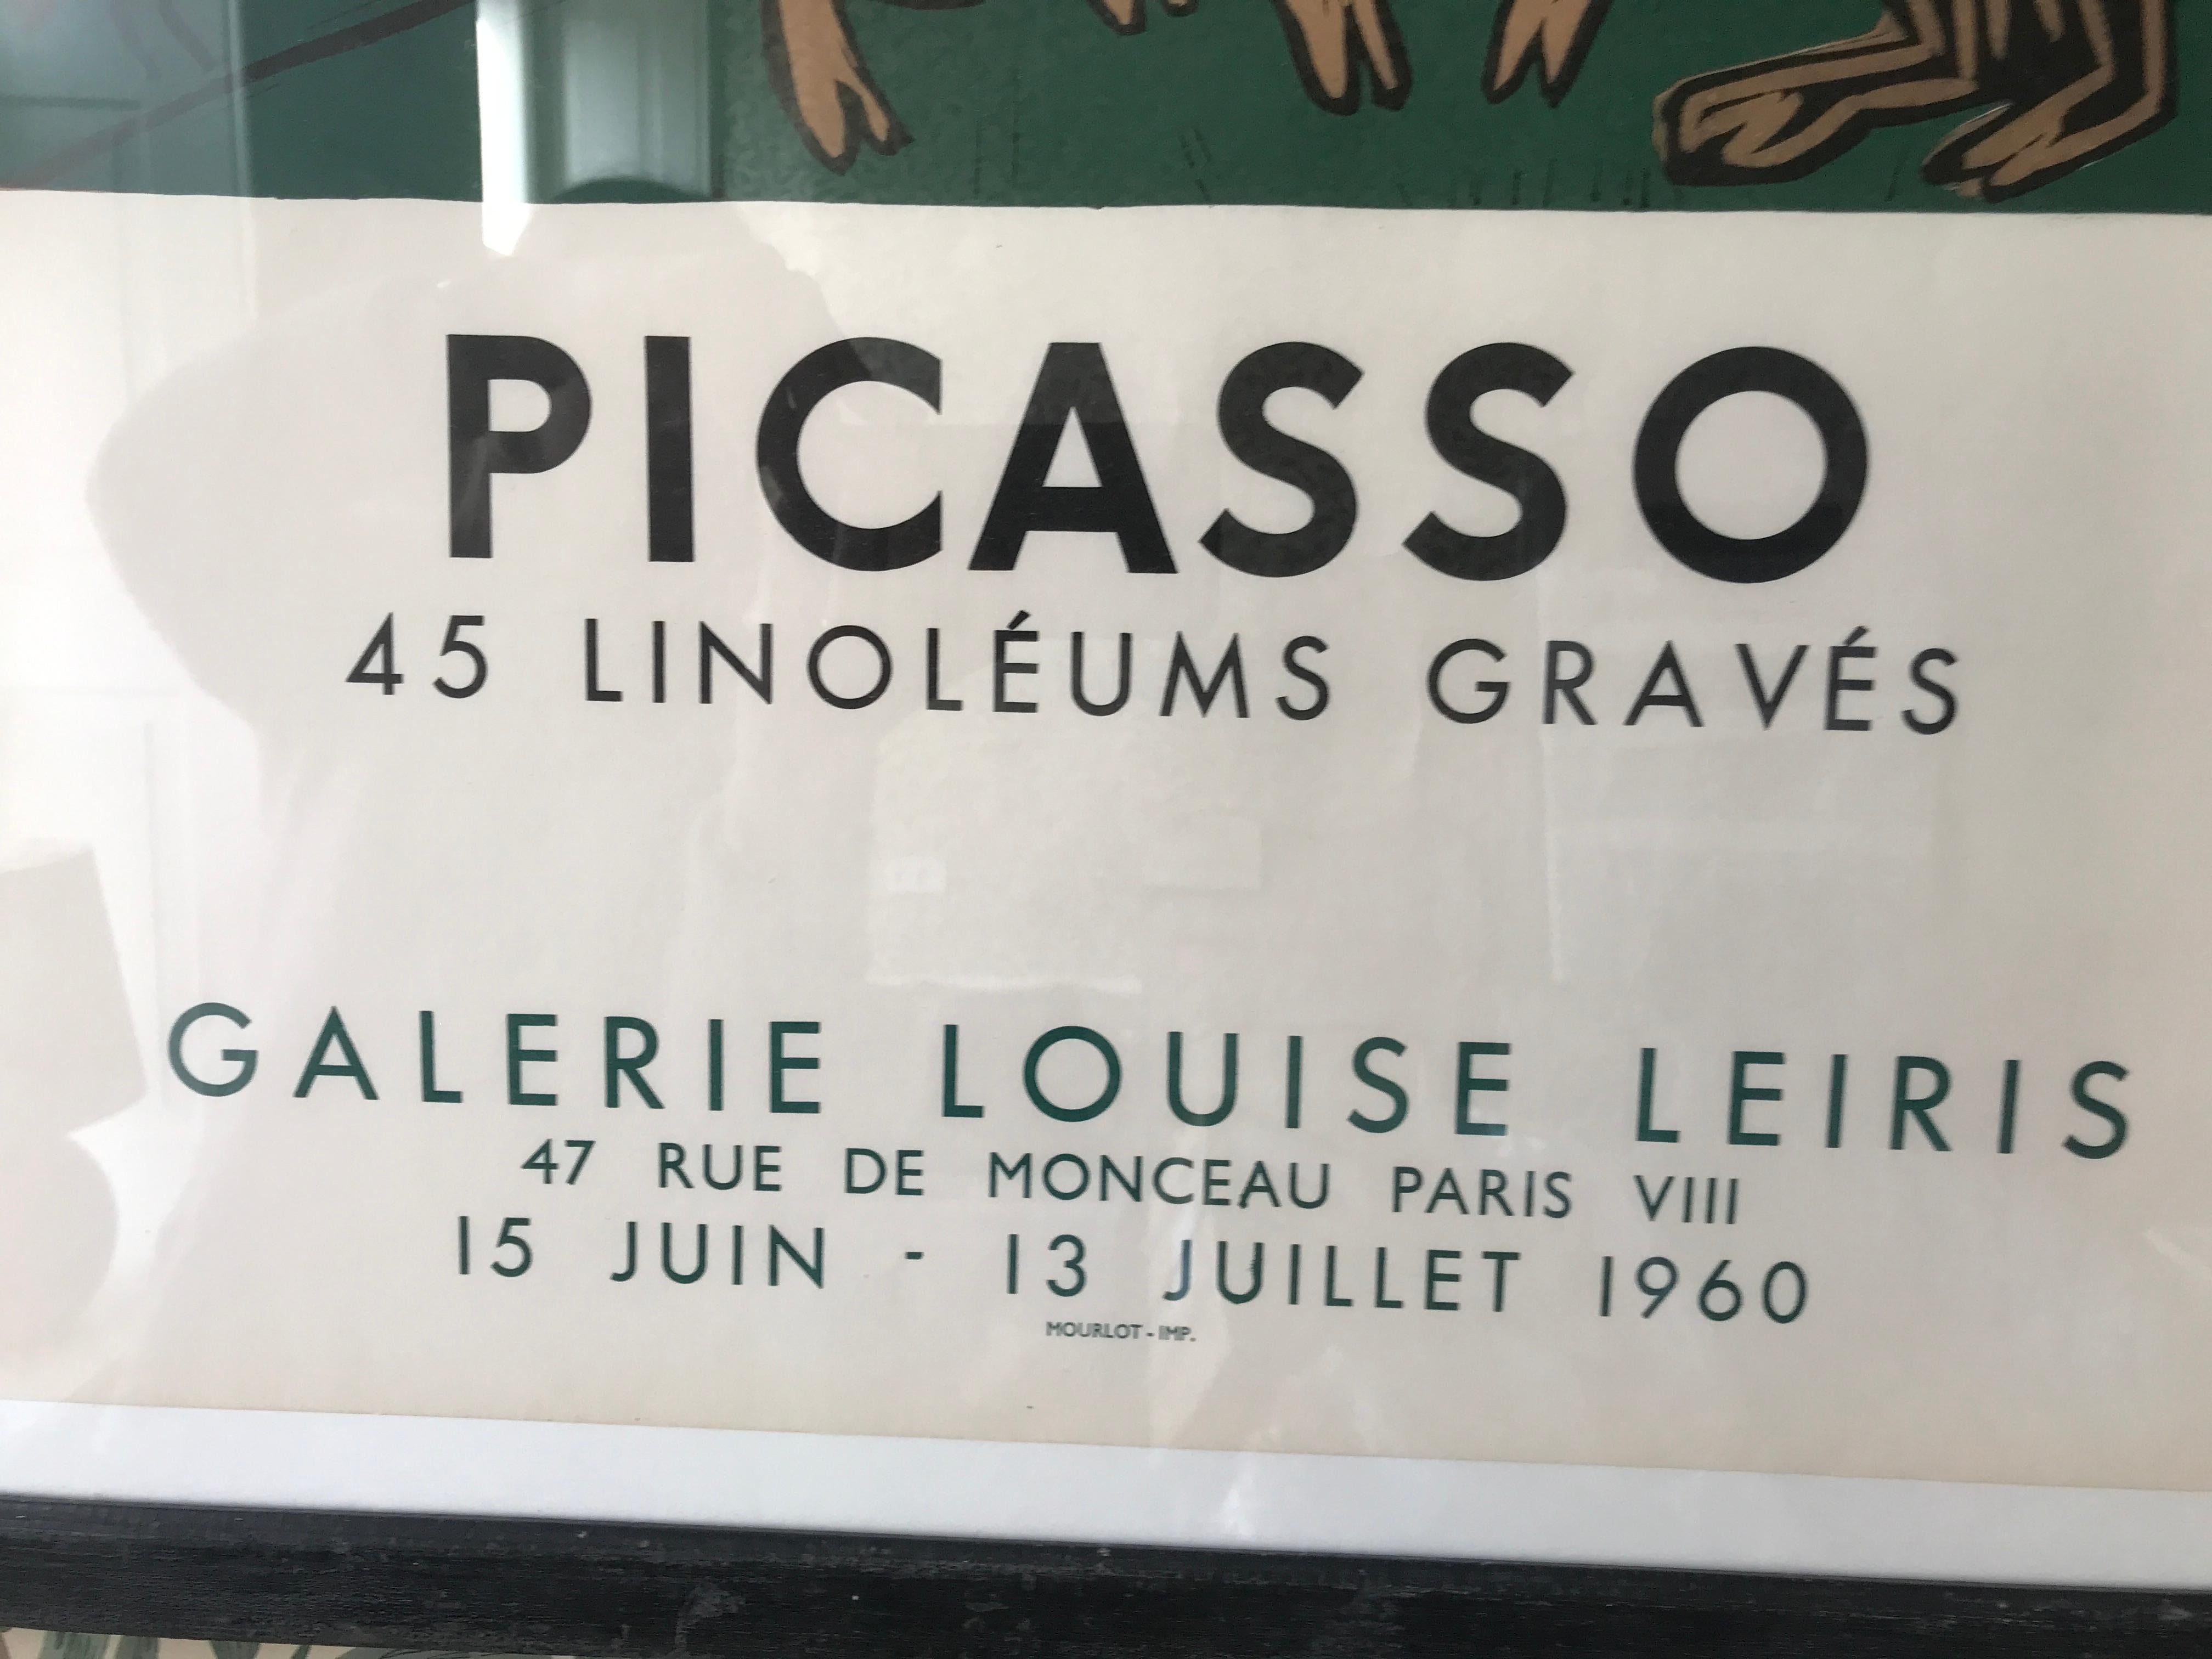 PICASSO
45 LINOLÉUMS GRAVÉS
GALERIE LOUISE LEIRIS
47 RUE DE MONCEAU PARIS VIII
15 JUIN - 13 JUILLET 1960
MOURLOT - IMP.